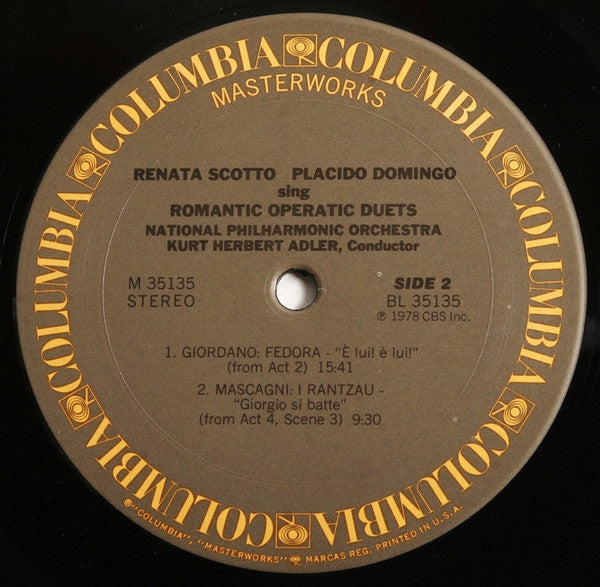 COLUMBIA COLUMBIA COLUMBIA COLUMBIA COLUMBIA COLUMBIA COLUMBIA COLUMBIA
MASTERWORKS
RENATA SCOTTO PLACIDO DOMINGO
sing
ROMANTIC OPERATIC DUETS
NATIONAL PHILHARMONIC ORCHESTRA
KURT HERBERT ADLER, Conductor
M 35135
STEREO
SIDE 2
BL 35135
℗ 1978 CBS Inc.
1. GIORDANO: FEDORA - "È lui! è lui!"
(from Act 2) 15:41
2. MASCAGNI: I RANTZAU -
"Giorgio si batte"
(from Act 4, Scene 3) 9:30
® "COLUMBIA", "MASTERWORKS" MARCAS REG. PRINTED IN U.S.A.